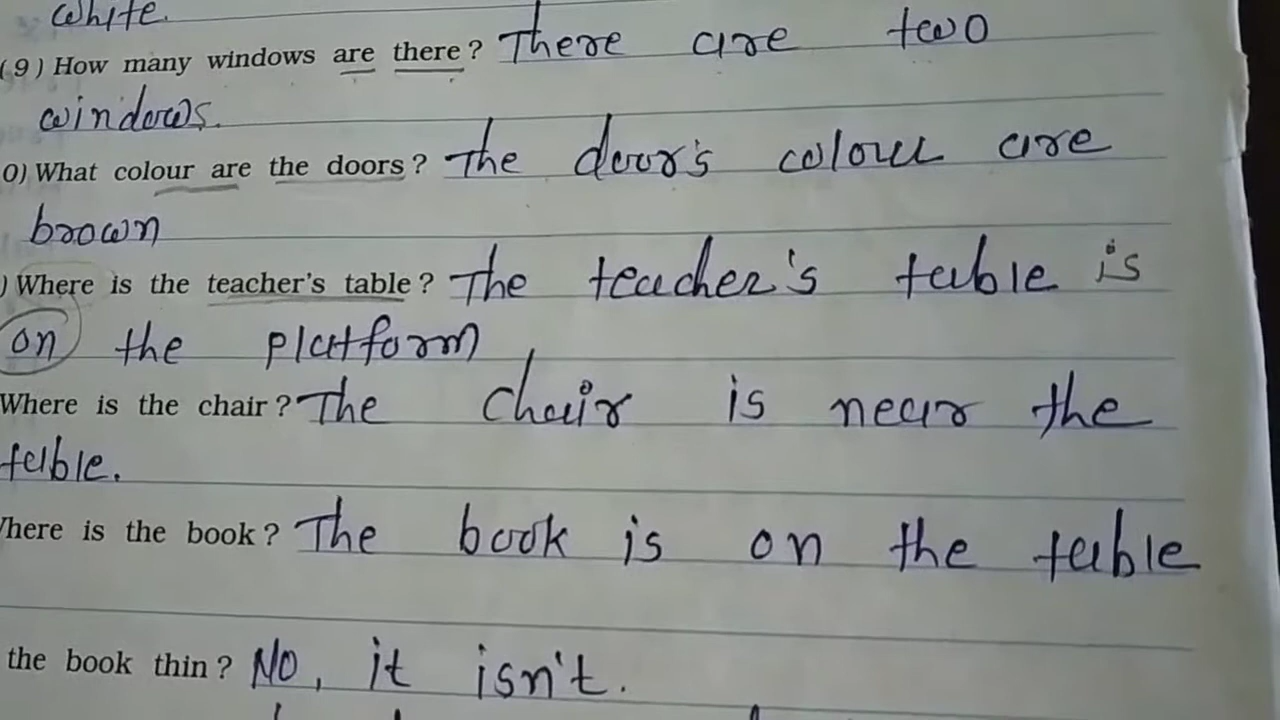 white.
(9) How many windows are there? There are two
windows.
0) What colour are the doors? The door's colour are
brown
) Where is the teacher's table? The teacher's table is
on the platform
Where is the chair? The chair is near the
table.
here is the book? The book is on the table
the book thin? No, it isn't.